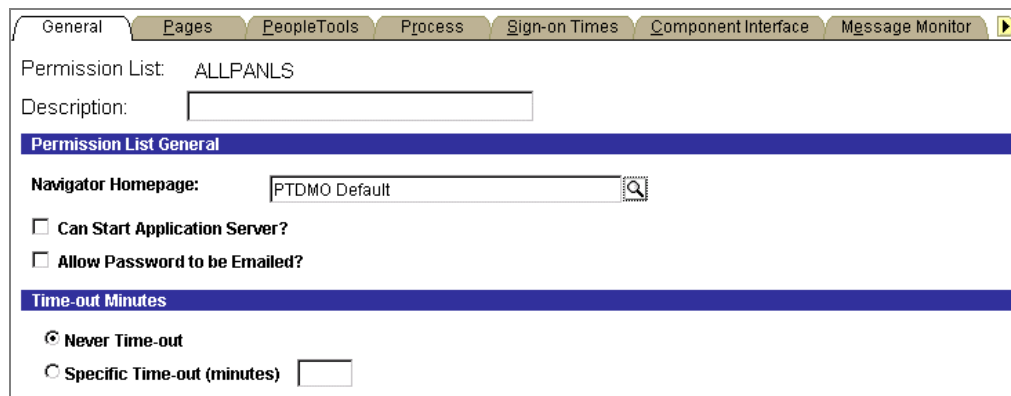 General Pages PeopleTools Process Sign-on Times Component Interface Message Monitor
Permission List: ALLPANLS
Description:
Permission List General
Navigator Homepage: PTDMO Default
Can Start Application Server?
Allow Password to be Emailed?
Time-out Minutes
Never Time-out
Specific Time-out (minutes)